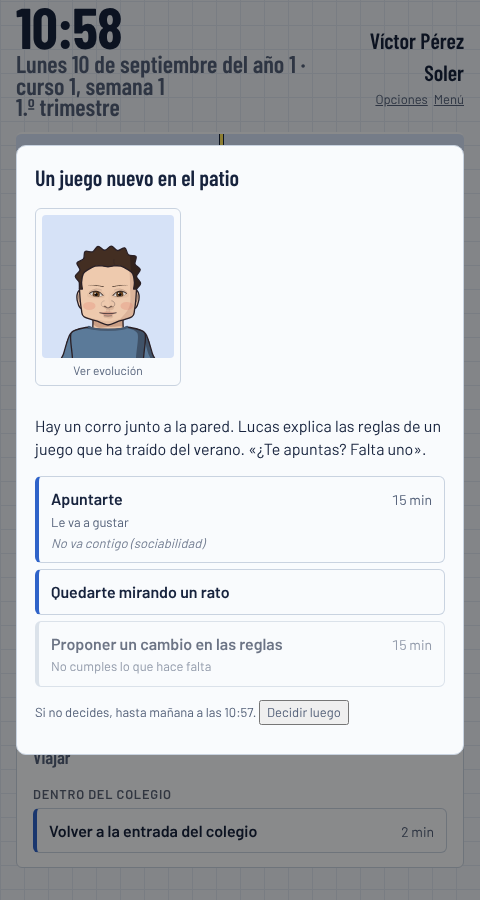 10:58
Víctor Pérez
Soler
Lunes 10 de septiembre del año 1 ·
curso 1, semana 1
1.º trimestre
Opciones Menú
Un juego nuevo en el patio
Ver evolución
Hay un corro junto a la pared. Lucas explica las reglas de un
juego que ha traído del verano. «¿Te apuntas? Falta uno».
Apuntarte 15 min
Le va a gustar
No va contigo (sociabilidad)
Quedarte mirando un rato
Proponer un cambio en las reglas 15 min
No cumples lo que hace falta
Si no decides, hasta mañana a las 10:57. Decidir luego
Viajar
DENTRO DEL COLEGIO
Volver a la entrada del colegio 2 min